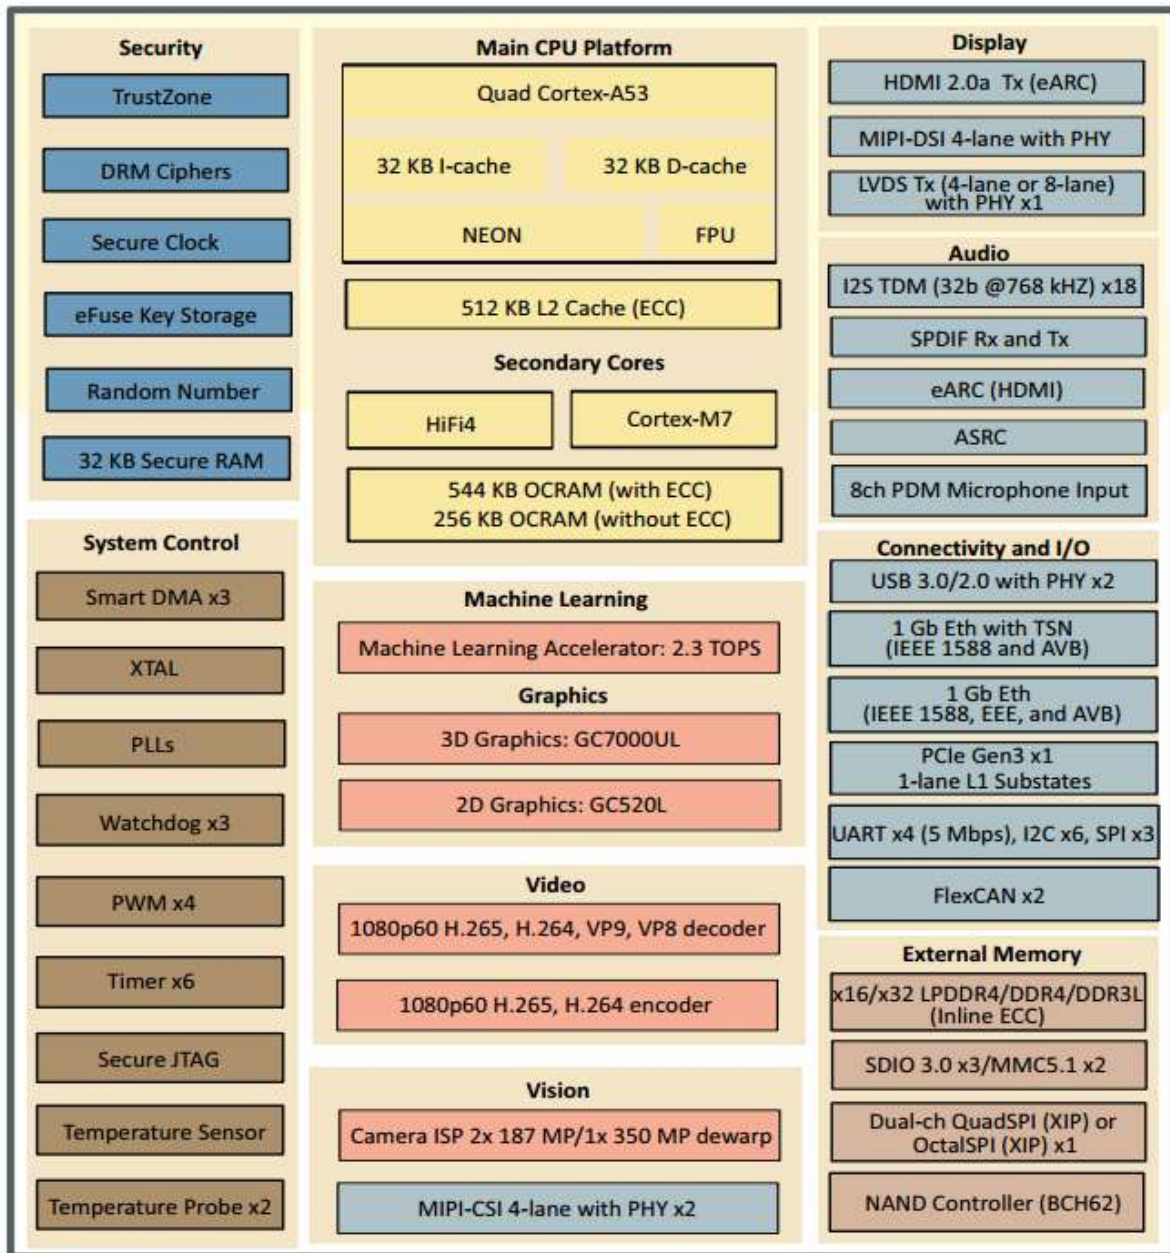 Security
TrustZone
DRM Ciphers
Secure Clock
eFuse Key Storage
Random Number
32 KB Secure RAM
System Control
Smart DMA x3
XTAL
PLLs
Watchdog x3
PWM x4
Timer x6
Secure JTAG
Temperature Sensor
Temperature Probe x2
Main CPU Platform
Quad Cortex-A53
32 KB I-cache
32 KB D-cache
NEON
FPU
512 KB L2 Cache (ECC)
Secondary Cores
HiFi4
Cortex-M7
544 KB OCRAM (with ECC)
256 KB OCRAM (without ECC)
Machine Learning
Machine Learning Accelerator: 2.3 TOPS
Graphics
3D Graphics: GC7000UL
2D Graphics: GC520L
Video
1080p60 H.265, H.264, VP9, VP8 decoder
1080p60 H.265, H.264 encoder
Vision
Camera ISP 2x 187 MP/1x 350 MP dewarp
MIPI-CSI 4-lane with PHY x2
Display
HDMI 2.0a Tx (eARC)
MIPI-DSI 4-lane with PHY
LVDS Tx (4-lane or 8-lane)
with PHY x1
Audio
I2S TDM (32b @768 kHZ) x18
SPDIF Rx and Tx
eARC (HDMI)
ASRC
8ch PDM Microphone Input
Connectivity and I/O
USB 3.0/2.0 with PHY x2
1 Gb Eth with TSN
(IEEE 1588 and AVB)
1 Gb Eth
(IEEE 1588, EEE, and AVB)
PCIe Gen3 x1
1-lane L1 Substates
UART x4 (5 Mbps), I2C x6, SPI x3
FlexCAN x2
External Memory
x16/x32 LPDDR4/DDR4/DDR3L
(Inline ECC)
SDIO 3.0 x3/MMC5.1 x2
Dual-ch QuadSPI (XIP) or
OctalSPI (XIP) x1
NAND Controller (BCH62)